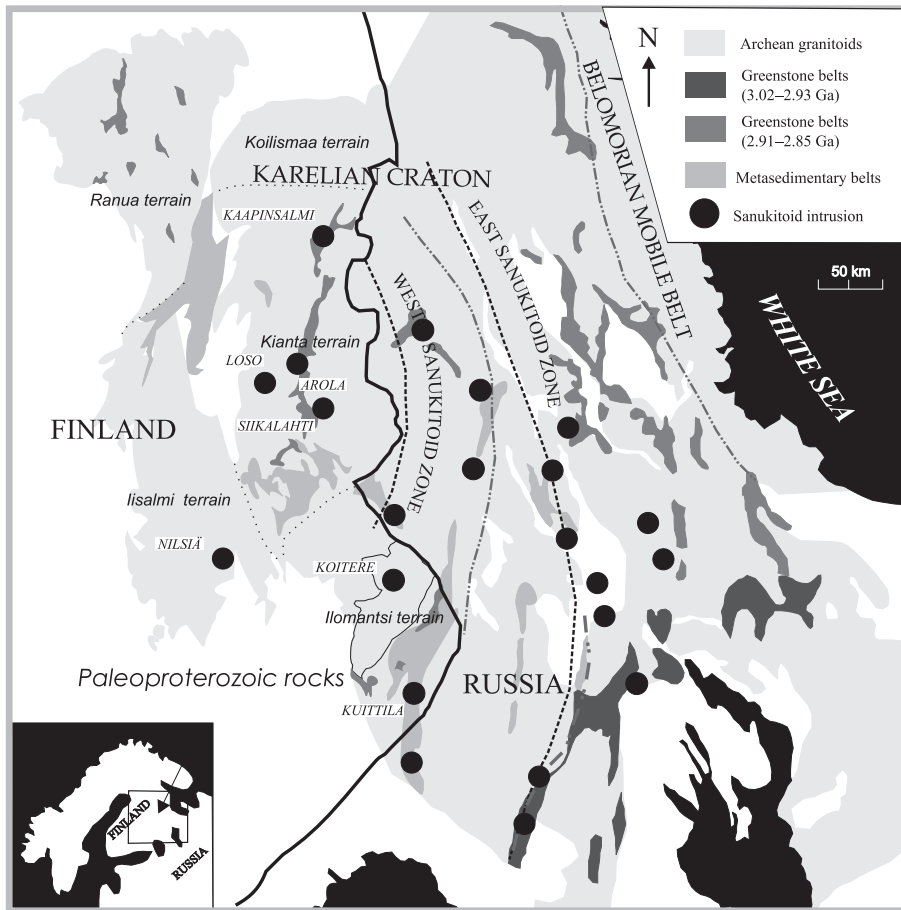 N
Archean granitoids
Greenstone belts
(3.02–2.93 Ga)
Greenstone belts
(2.91–2.85 Ga)
Metasedimentary belts
Sanukitoid intrusion
50 km
BELOMORIAN MOBILE BELT
WHITE SEA
Koilismaa terrain
KARELIAN CRATON
Ranua terrain
KAAPINSALMI
EAST SANUKITOID ZONE
WEST SANUKITOID ZONE
Kianta terrain
LOSO
AROLA
SIIKALAHTI
FINLAND
Iisalmi terrain
NILSIÄ
KOITERE
Ilomantsi terrain
Paleoproterozoic rocks
RUSSIA
KUITTILA
FINLAND
RUSSIA